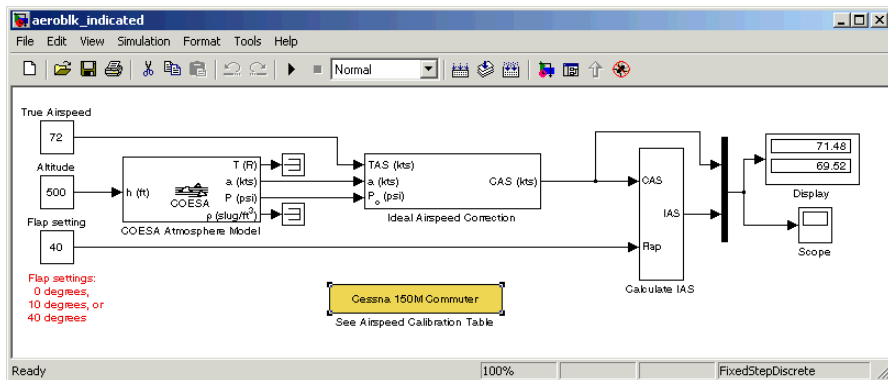 aeroblk_indicated
File Edit View Simulation Format Tools Help
Normal
True Airspeed
72
Altitude
500
Flap setting
40
Flap settings:
0 degrees,
10 degrees, or
40 degrees
h (ft)
COESA
T (R)
a (kts)
P (psi)
ρ (slug/ft³)
COESA Atmosphere Model
TAS (kts)
a (kts)
P₀ (psi)
CAS (kts)
Ideal Airspeed Correction
Cessna 150M Commuter
See Airspeed Calibration Table
CAS
IAS
Flap
Calculate IAS
71.48
69.52
Display
Scope
Ready
100%
FixedStepDiscrete